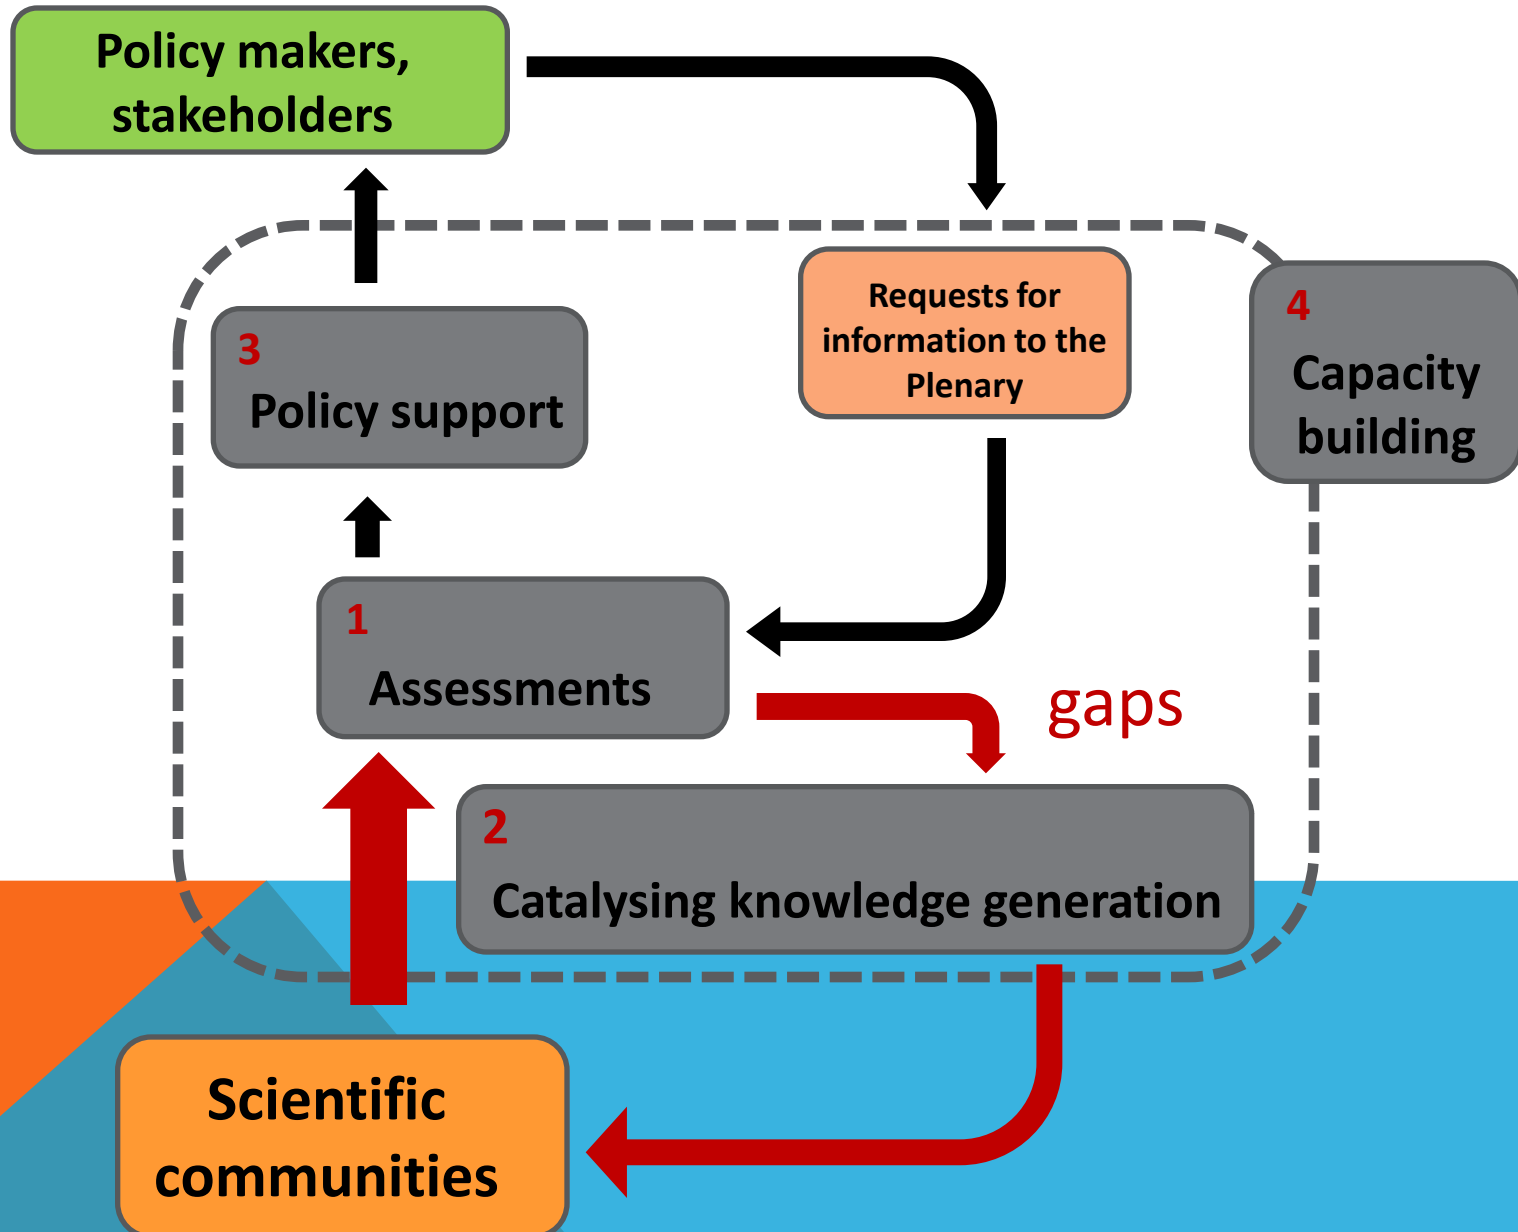 Policy makers,
stakeholders
Requests for
information to the
Plenary
4
Capacity
building
3
Policy support
1
Assessments
gaps
2
Catalysing knowledge generation
Scientific
communities